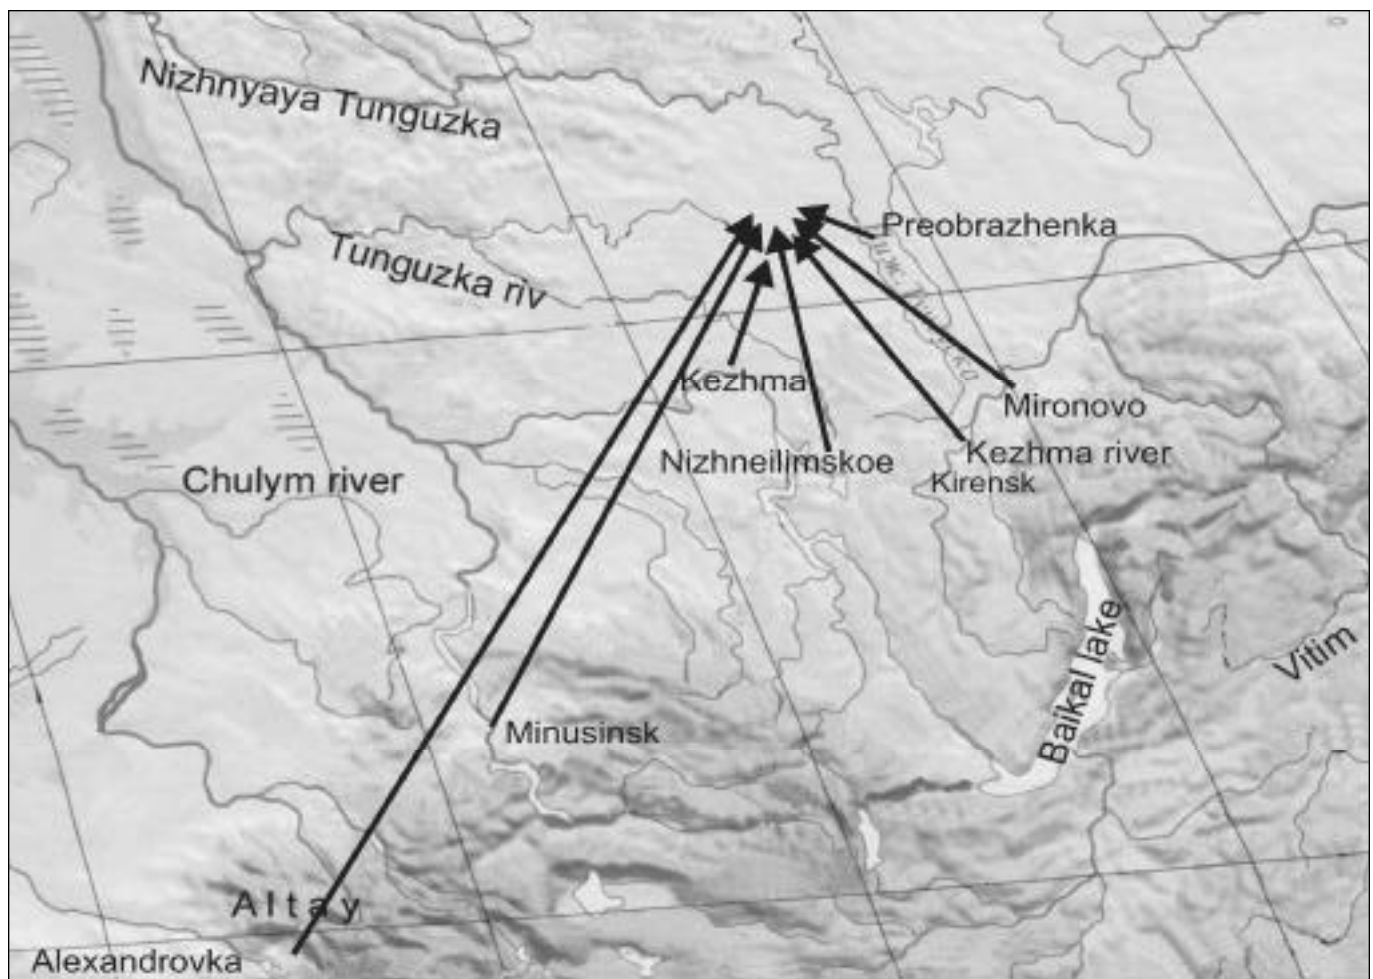 Nizhnyaya Tunguzka
Preobrazhenka
Tunguzka riv
Kezhma
Mironovo
Nizhneilimskoe
Kezhma river
Chulym river
Kirensk
Baikal lake
Vitim
Minusinsk
Altay
Alexandrovka